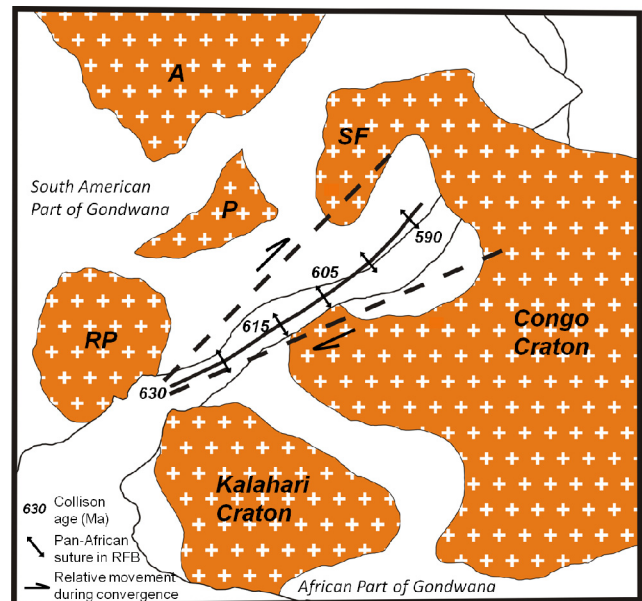 A
SF
South American
Part of Gondwana
P
590
605
615
RP
Congo
Craton
630
Kalahari
Craton
630 Collison
age (Ma)
Pan-African
suture in RFB
Relative movement
during convergence
African Part of Gondwana